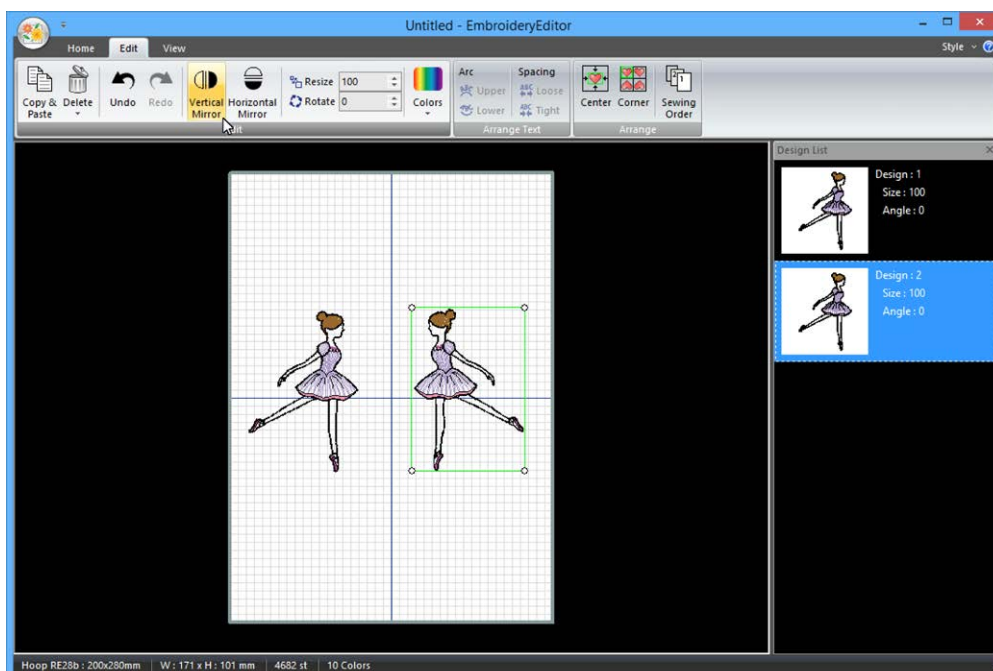 Untitled - EmbroideryEditor
Home Edit View Style
Copy & Paste
Delete
Undo
Redo
Vertical Mirror
Horizontal Mirror
Resize 100
Rotate 0
Colors
Arc
Upper
Lower
Spacing
Loose
Tight
Arrange Text
Center
Corner
Sewing Order
Arrange
Design List
Design : 1
Size : 100
Angle : 0
Design : 2
Size : 100
Angle : 0
Hoop RE28b : 200x280mm W : 171 x H : 101 mm 4682 st 10 Colors